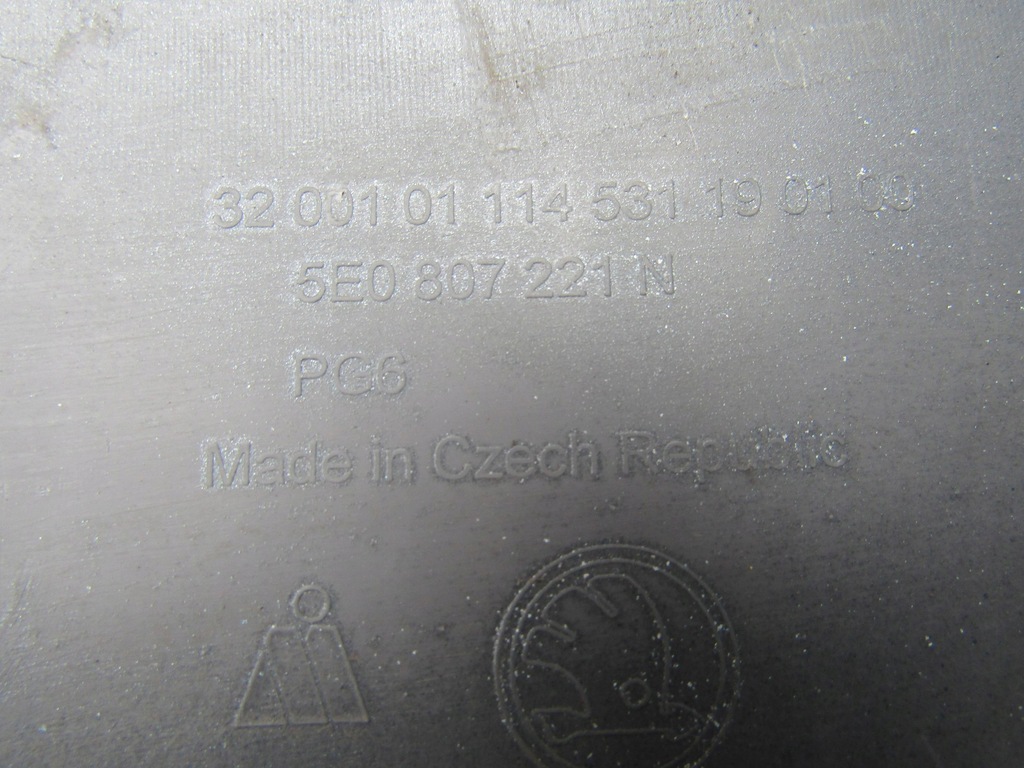 32 001 01 114 531 19 01 00
5E0 807 221 N
PG6
Made in Czech Republic